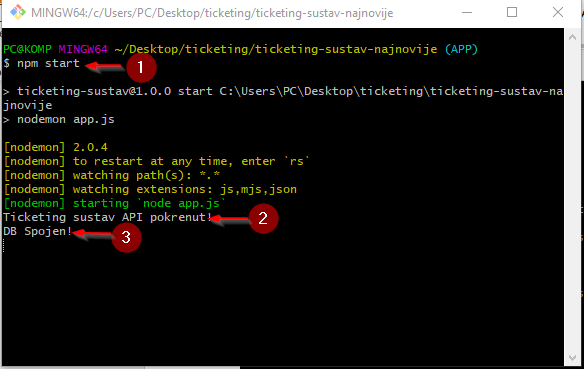 MINGW64:/c/Users/PC/Desktop/ticketing/ticketing-sustav-najnovije
PC@KOMP MINGW64 ~/Desktop/ticketing/ticketing-sustav-najnovije (APP)
$ npm start 1
> ticketing-sustav@1.0.0 start C:\Users\PC\Desktop\ticketing\ticketing-sustav-na
jnovije
> nodemon app.js
[nodemon] 2.0.4
[nodemon] to restart at any time, enter `rs`
[nodemon] watching path(s): *.*
[nodemon] watching extensions: js,mjs,json
[nodemon] starting `node app.js`
Ticketing sustav API pokrenut! 2
DB Spojen! 3